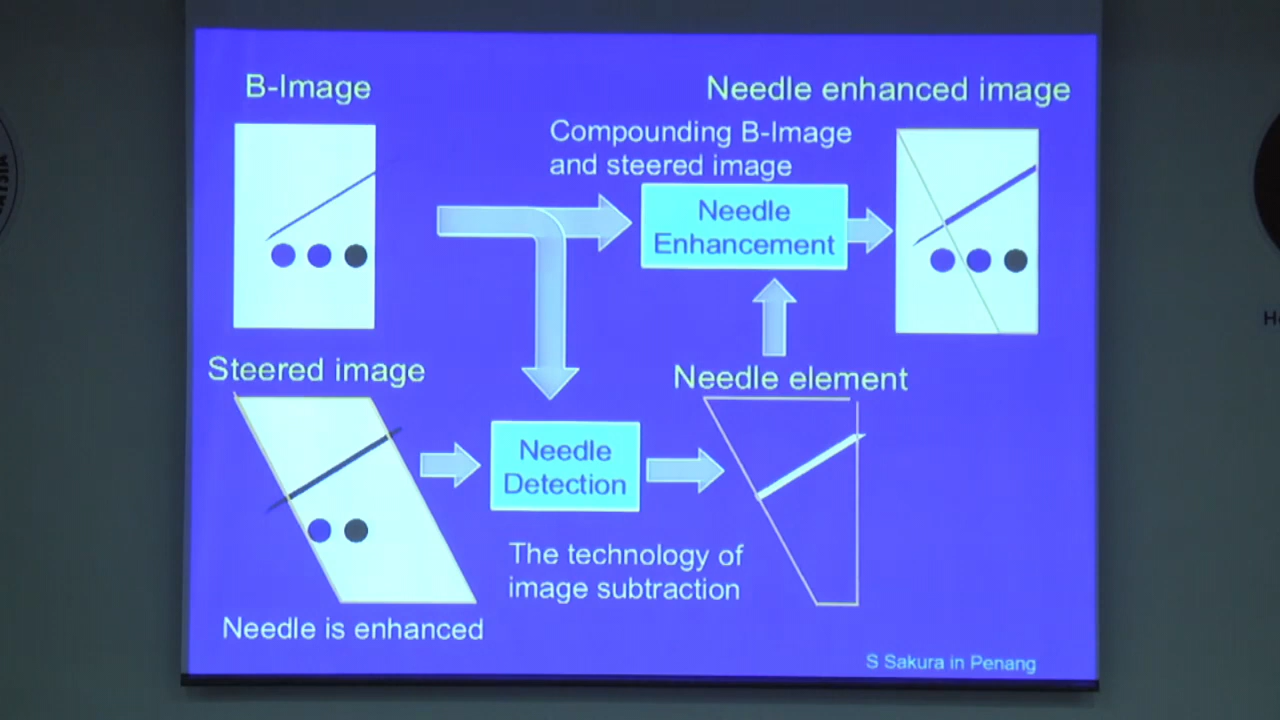 B-Image
Needle enhanced image
Compounding B-Image
and steered image
Needle
Enhancement
Steered image
Needle element
Needle
Detection
The technology of
image subtraction
Needle is enhanced
S Sakura in Penang